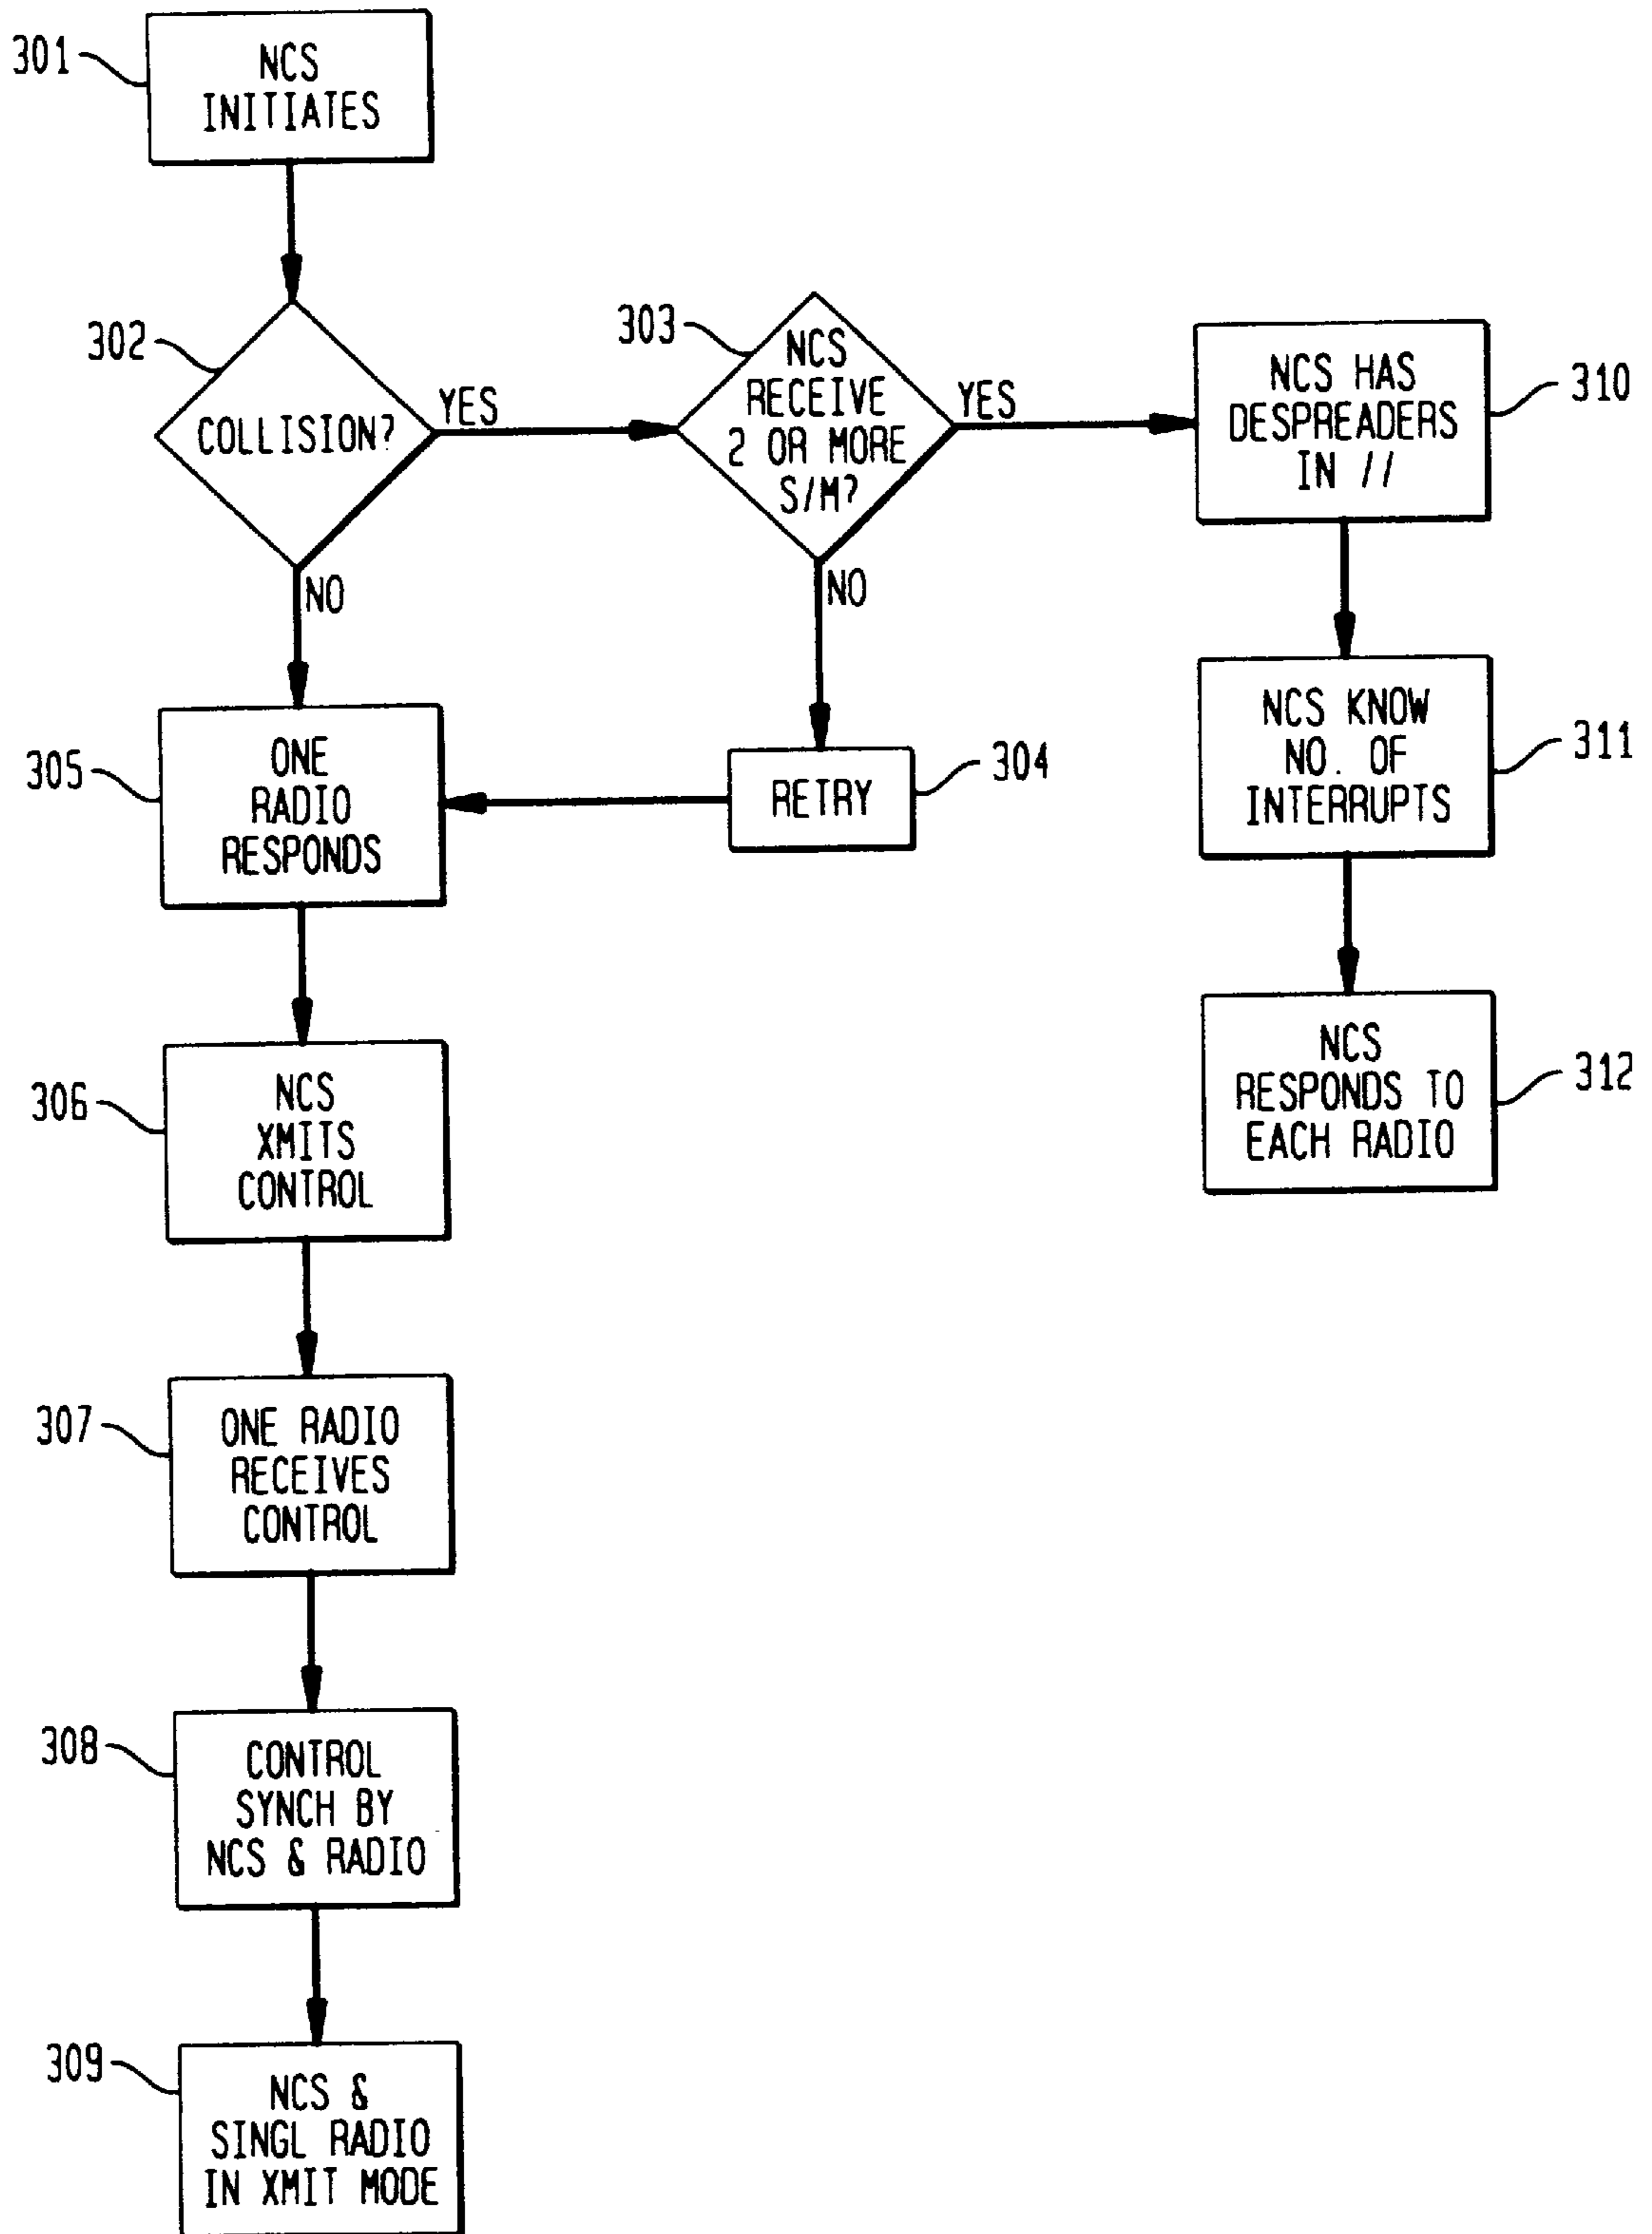 301
NCS
INITIATES
302
COLLISION?
YES
NO
303
NCS
RECEIVE
2 OR MORE
S/M?
YES
NO
310
NCS HAS
DESPREADERS
IN //
305
ONE
RADIO
RESPONDS
RETRY
304
NCS KNOW
NO. OF
INTERRUPTS
311
306
NCS
XMITS
CONTROL
NCS
RESPONDS TO
EACH RADIO
312
307
ONE RADIO
RECEIVES
CONTROL
308
CONTROL
SYNCH BY
NCS & RADIO
309
NCS &
SINGL RADIO
IN XMIT MODE